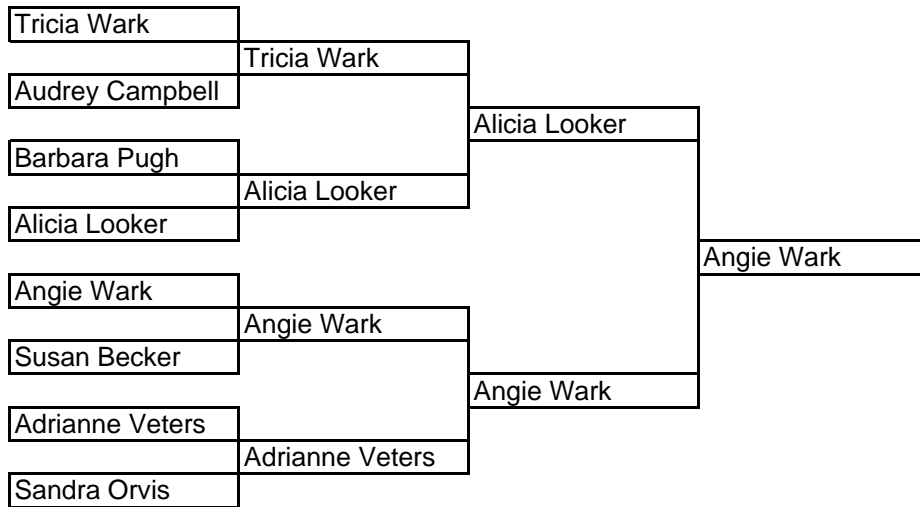 Tricia Wark
Tricia Wark
Audrey Campbell
Alicia Looker
Barbara Pugh
Alicia Looker
Alicia Looker
Angie Wark
Angie Wark
Angie Wark
Susan Becker
Angie Wark
Adrianne Veters
Adrianne Veters
Sandra Orvis